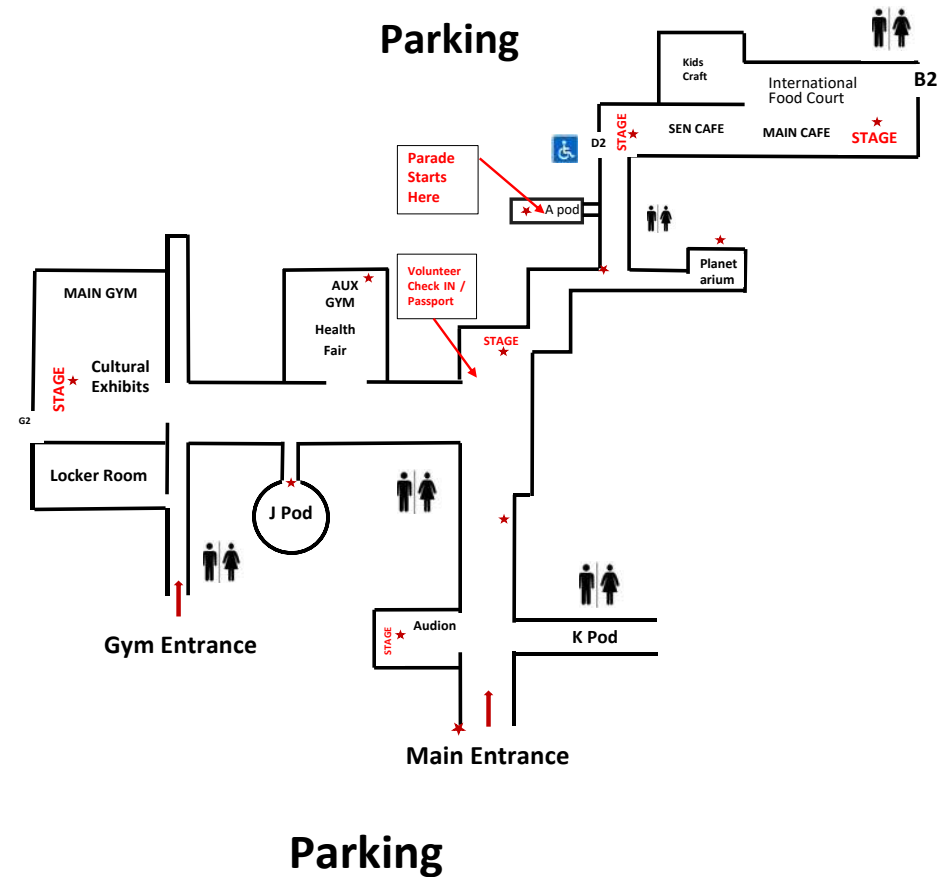 Parking
Kids
Craft
International
Food Court
B2
STAGE
D2
SEN CAFE
MAIN CAFE
STAGE
Parade
Starts
Here
A pod
Planet
arium
Volunteer
Check IN /
Passport
MAIN GYM
AUX
GYM
Health
Fair
STAGE
Cultural
Exhibits
STAGE
G2
Locker Room
J Pod
Gym Entrance
Audion
STAGE
K Pod
Main Entrance
Parking